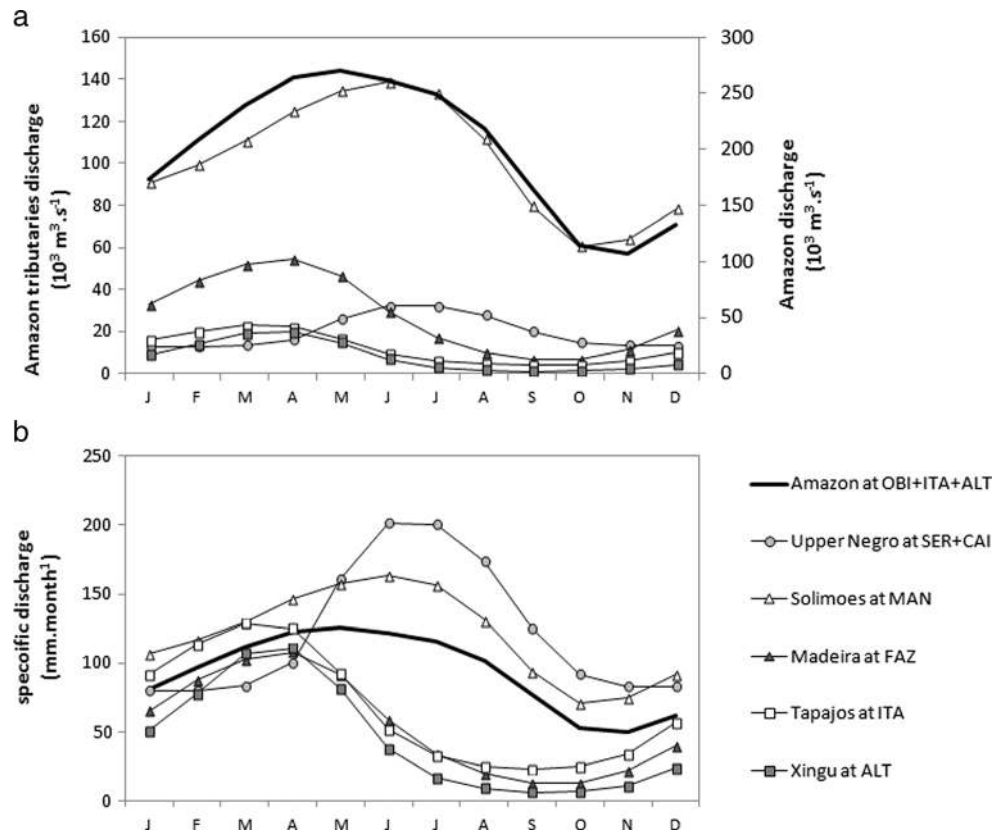 a
Amazon tributaries discharge
(10³ m³.s⁻¹)
160
140
120
100
80
60
40
20
0
300
250
200
150
100
50
0
Amazon discharge
(10³ m³.s⁻¹)
J F M A M J J A S O N D
b
specoific discharge
(mm.month¹)
250
200
150
100
50
0
J F M A M J J A S O N D
Amazon at OBI+ITA+ALT
Upper Negro at SER+CAI
Solimoes at MAN
Madeira at FAZ
Tapajos at ITA
Xingu at ALT